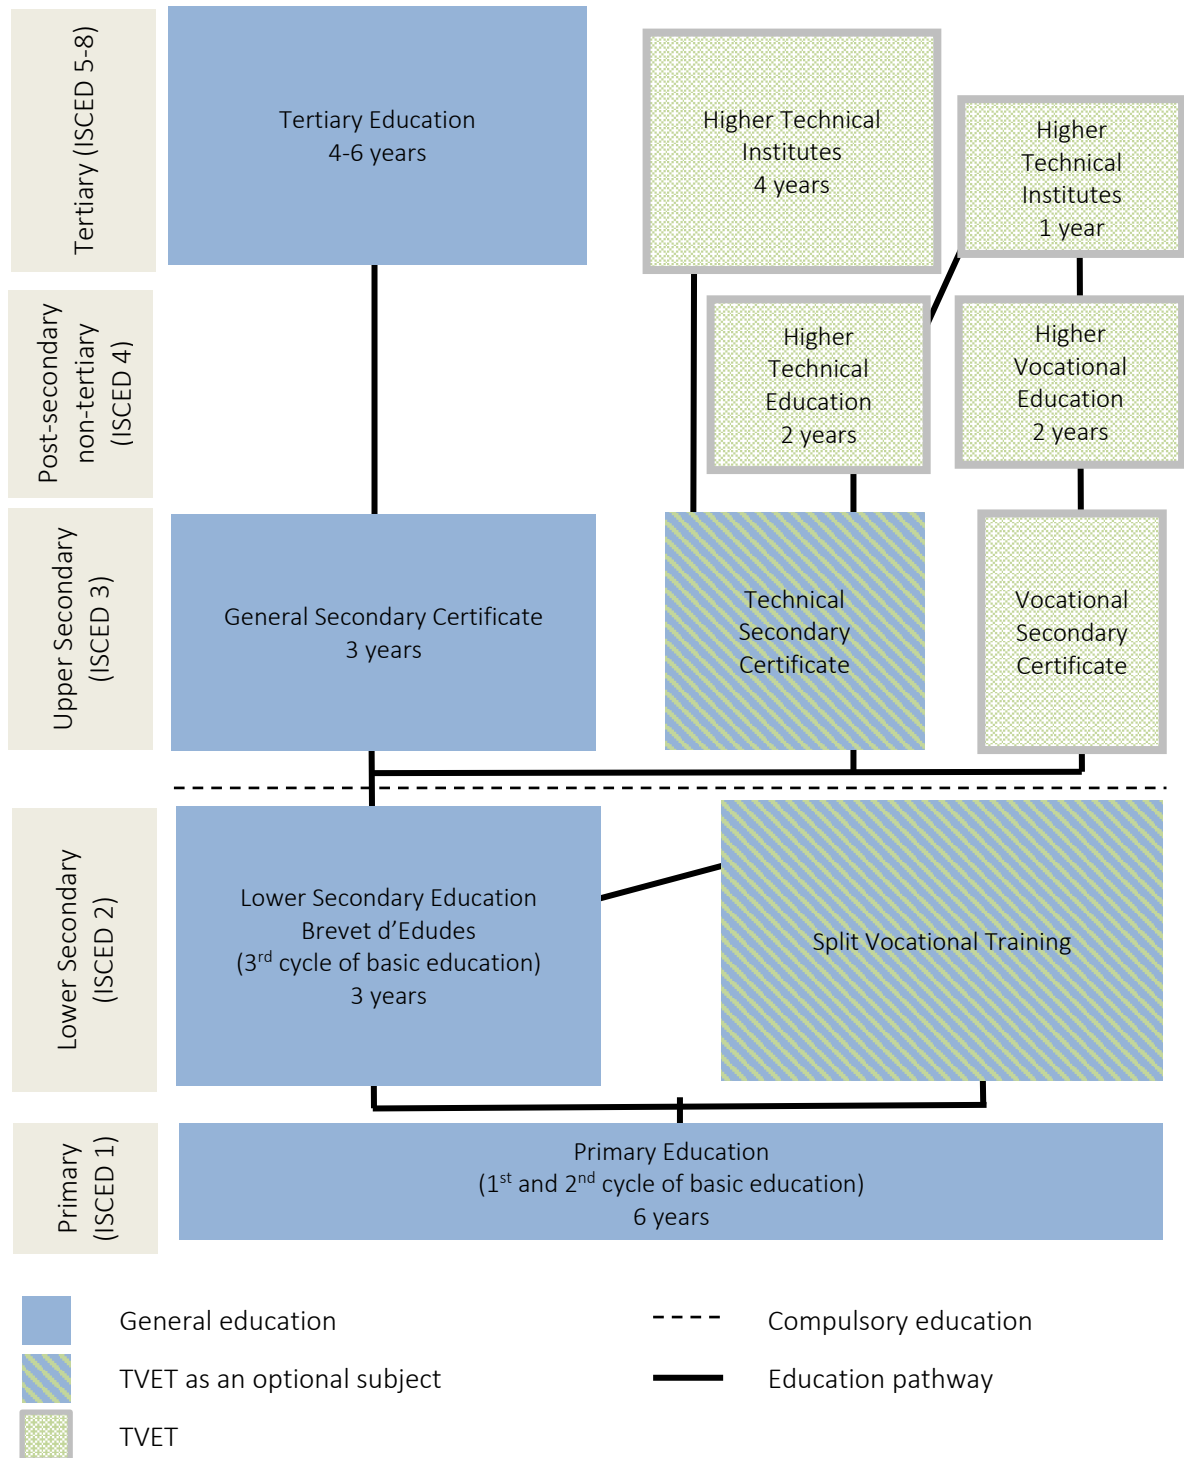 Tertiary (ISCED 5-8)
Tertiary Education
4-6 years
Higher Technical
Institutes
4 years
Higher
Technical
Institutes
1 year
Post-secondary
non-tertiary
(ISCED 4)
Higher
Technical
Education
2 years
Higher
Vocational
Education
2 years
Upper Secondary
(ISCED 3)
General Secondary Certificate
3 years
Technical
Secondary
Certificate
Vocational
Secondary
Certificate
Lower Secondary
(ISCED 2)
Lower Secondary Education
Brevet d’Edudes
(3rd cycle of basic education)
3 years
Split Vocational Training
Primary
(ISCED 1)
Primary Education
(1st and 2nd cycle of basic education)
6 years
General education
Compulsory education
TVET as an optional subject
Education pathway
TVET